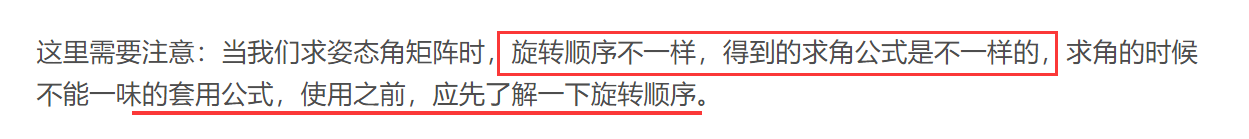 这里需要注意：当我们求姿态角矩阵时，旋转顺序不一样，得到的求角公式是不一样的，求角的时候
不能一味的套用公式，使用之前，应先了解一下旋转顺序。